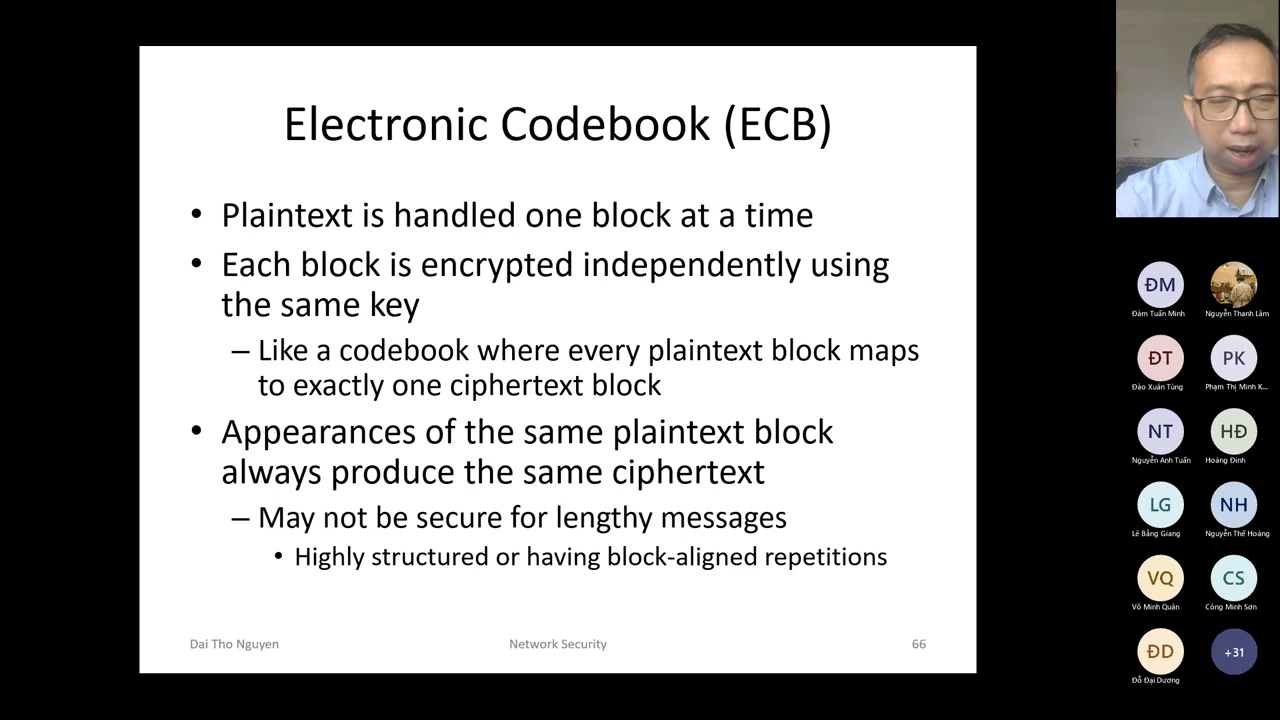 Electronic Codebook (ECB)
• Plaintext is handled one block at a time
• Each block is encrypted independently using
the same key
– Like a codebook where every plaintext block maps
to exactly one ciphertext block
• Appearances of the same plaintext block
always produce the same ciphertext
– May not be secure for lengthy messages
• Highly structured or having block-aligned repetitions
Dai Tho Nguyen
Network Security
66
ĐM
Đàm Tuấn Minh
Nguyễn Thanh Lâm
ĐT
Đào Xuân Tùng
PK
Phạm Thị Minh K...
NT
Nguyễn Anh Tuấn
HĐ
Hoàng Đinh
LG
Lê Bằng Giang
NH
Nguyễn Thế Hoàng
VQ
Võ Minh Quân
CS
Công Minh Sơn
ĐD
Đỗ Đại Dương
+31